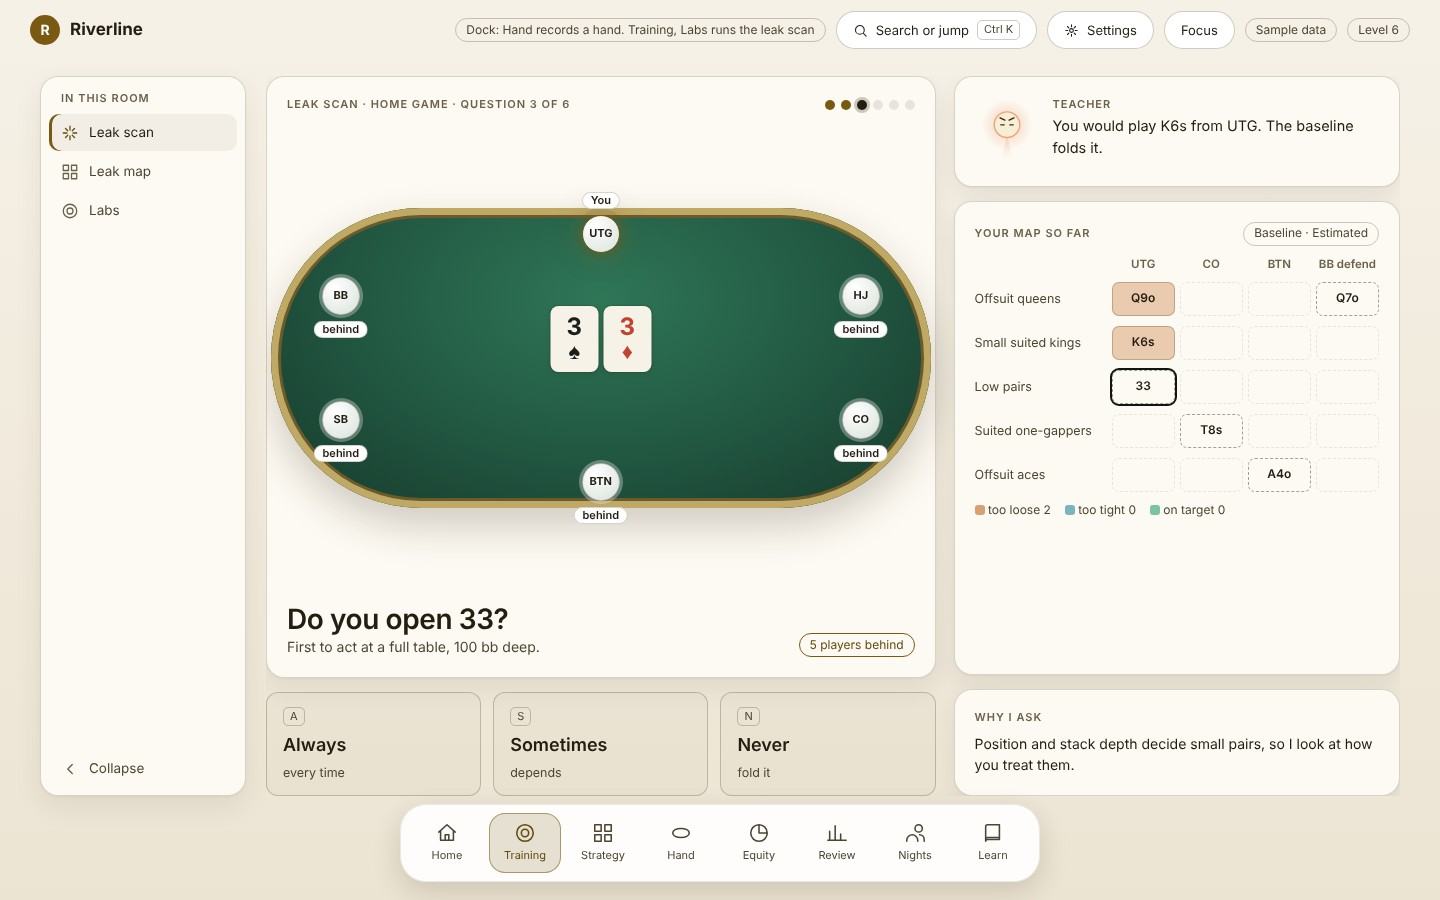 R Riverline
Dock: Hand records a hand. Training, Labs runs the leak scan
Search or jump Ctrl K
Settings
Focus
Sample data
Level 6
IN THIS ROOM
Leak scan
Leak map
Labs
Collapse
LEAK SCAN · HOME GAME · QUESTION 3 OF 6
You
UTG
BB
behind
HJ
behind
3 ♠
3 ♦
SB
behind
CO
behind
BTN
behind
Do you open 33?
First to act at a full table, 100 bb deep.
5 players behind
A
Always
every time
S
Sometimes
depends
N
Never
fold it
TEACHER
You would play K6s from UTG. The baseline
folds it.
YOUR MAP SO FAR
Baseline · Estimated
UTG CO BTN BB defend
Offsuit queens Q9o Q7o
Small suited kings K6s
Low pairs 33
Suited one-gappers T8s
Offsuit aces A4o
too loose 2 too tight 0 on target 0
WHY I ASK
Position and stack depth decide small pairs, so I look at how
you treat them.
Home Training Strategy Hand Equity Review Nights Learn